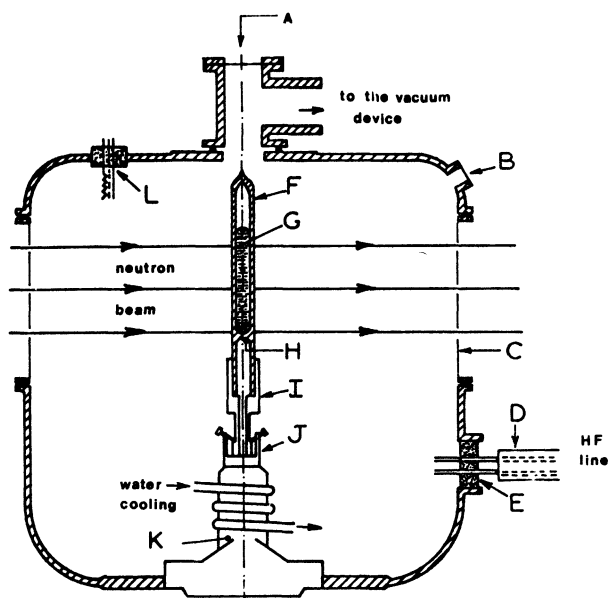 A
to the vacuum
device
B
L
F
G
neutron
beam
H
C
I
D
J
HF
line
water
cooling
E
K